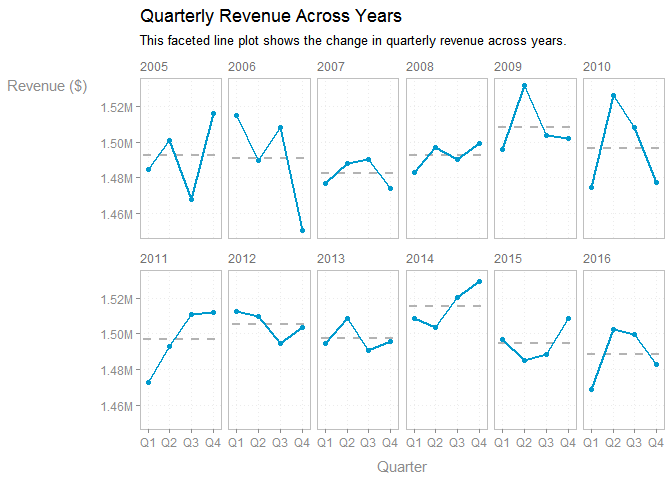 Quarterly Revenue Across Years
This faceted line plot shows the change in quarterly revenue across years.
Revenue ($)
2005 2006 2007 2008 2009 2010
1.52M
1.50M
1.48M
1.46M
2011 2012 2013 2014 2015 2016
1.52M
1.50M
1.48M
1.46M
Q1 Q2 Q3 Q4 Q1 Q2 Q3 Q4 Q1 Q2 Q3 Q4 Q1 Q2 Q3 Q4 Q1 Q2 Q3 Q4 Q1 Q2 Q3 Q4
Quarter